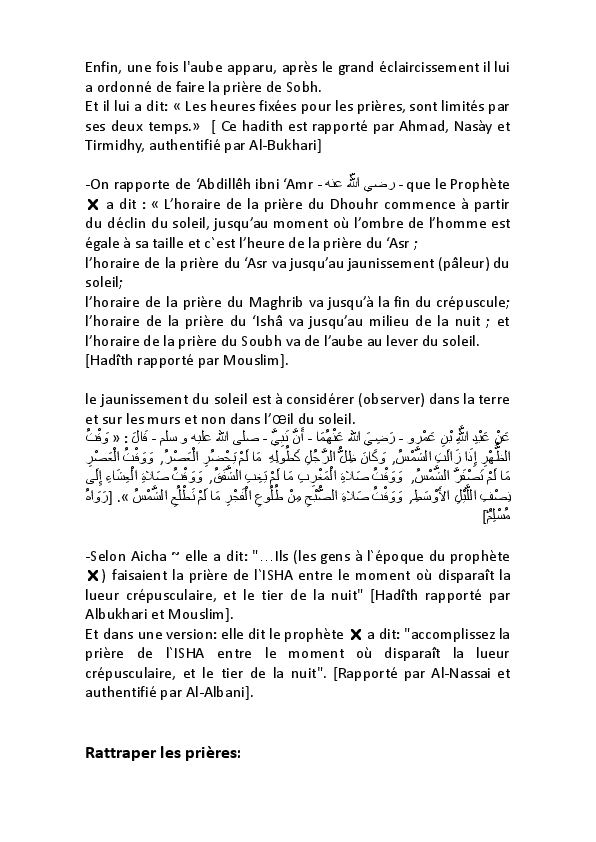 Enfin, une fois l'aube apparu, après le grand éclaircissement il lui
a ordonné de faire la prière de Sobh.
Et il lui a dit: « Les heures fixées pour les prières, sont limités par
ses deux temps.» [ Ce hadith est rapporté par Ahmad, Nasày et
Tirmidhy, authentifié par Al-Bukhari]
-On rapporte de ‘Abdillêh ibni ‘Amr - رضي الله عنه - que le Prophète
a dit : « L’horaire de la prière du Dhouhr commence à partir
du déclin du soleil, jusqu’au moment où l’ombre de l’homme est
égale à sa taille et c`est l’heure de la prière du ‘Asr ;
l’horaire de la prière du ‘Asr va jusqu’au jaunissement (pâleur) du
soleil;
l’horaire de la prière du Maghrib va jusqu’à la fin du crépuscule;
l’horaire de la prière du ‘Ishâ va jusqu’au milieu de la nuit ; et
l’horaire de la prière du Soubh va de l’aube au lever du soleil.
[Hadîth rapporté par Mouslim].
le jaunissement du soleil est à considérer (observer) dans la terre
et sur les murs et non dans l’Œil du soleil.
عَنْ عَبْدِ اللَّهِ بْنِ عَمْرٍو - رَضِيَ اللَّه عَنْهُمَا - أَنَّ نَبِيَّ - صلى الله عليه و سلم - قَالَ : « وَقْتُ
الظُّهْرِ إِذَا زَالَتْ الشَّمْسُ, وَكَانَ ظِلُّ الرَّجُلِ كَطُولِهِ مَا لَمْ يَحْضُرْ الْعَصْرُ, وَوَقْتُ الْعَصْرِ
مَا لَمْ تَصْفَرَّ الشَّمْسُ, وَوَقْتُ صَلَاةِ الْمَغْرِبِ مَا لَمْ يَغِبْ الشَّفَقُ, وَوَقْتُ صَلَاةِ الْعِشَاءِ إِلَى
نِصْفِ اللَّيْلِ الْأَوْسَطِ, وَوَقْتُ صَلَاةِ الصُّبْحِ مِنْ طُلُوعِ الْفَجْرِ مَا لَمْ تَطْلُعْ الشَّمْسُ ». [رَوَاهُ
مُسْلِمٌ]
-Selon Aicha ~ elle a dit: "…Ils (les gens à l`époque du prophète
) faisaient la prière de l`ISHA entre le moment où disparaît la
lueur crépusculaire, et le tier de la nuit" [Hadîth rapporté par
Albukhari et Mouslim].
Et dans une version: elle dit le prophète a dit: "accomplissez la
prière de l`ISHA entre le moment où disparaît la lueur
crépusculaire, et le tier de la nuit". [Rapporté par Al-Nassai et
authentifié par Al-Albani].
Rattraper les prières: